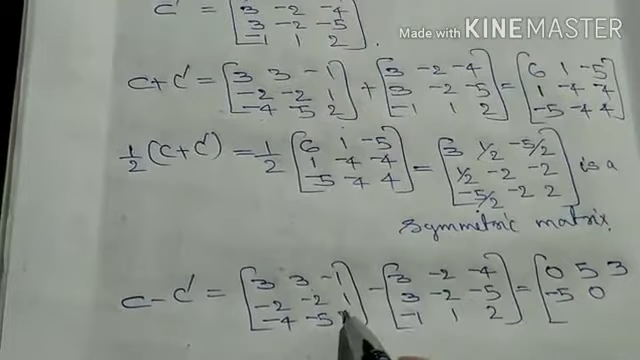 Made with KINEMASTER
C' = [3 -2 -4
3 -2 -5
-1 1 2].
C+C' = [3 3 -1
-2 -2 1
-4 -5 2] + [3 -2 -4
3 -2 -5
-1 1 2] = [6 1 -5
1 -4 -4
-5 -4 4]
1/2 (C+C') = 1/2 [6 1 -5
1 -4 -4
-5 -4 4] = [3 1/2 -5/2
1/2 -2 -2
-5/2 -2 2] is a
symmetric matrix.
C - C' = [3 3 -1
-2 -2 1
-4 -5 ] - [3 -2 -4
3 -2 -5
-1 1 2] = [0 5 3
-5 0